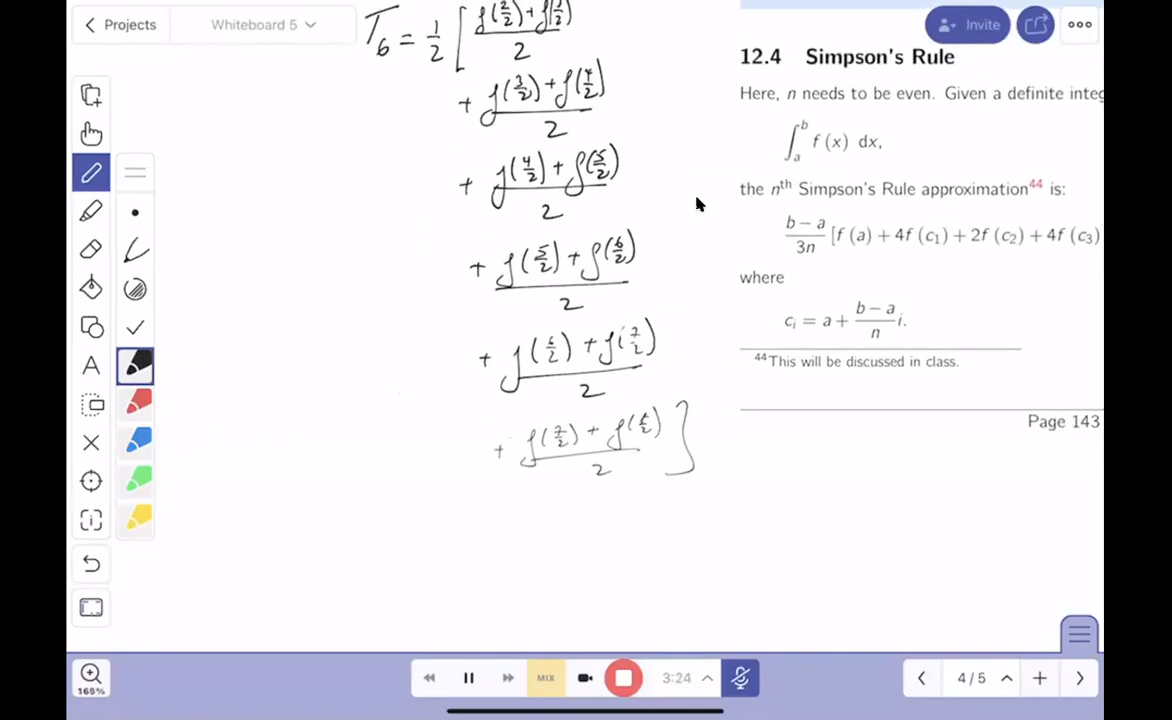 Projects
Whiteboard 5
Invite
T₆ = 1/2 [ (f(2/2) + f(3/2))/2
+ (f(3/2) + f(4/2))/2
+ (f(4/2) + f(5/2))/2
+ (f(5/2) + f(6/2))/2
+ (f(6/2) + f(7/2))/2
+ (f(7/2) + f(8/2))/2 ]
12.4 Simpson's Rule
Here, n needs to be even. Given a definite integ
∫_a^b f (x) dx,
the nth Simpson's Rule approximation44 is:
(b − a)/3n [f (a) + 4f (c₁) + 2f (c₂) + 4f (c₃)
where
cᵢ = a + (b − a)/n i.
44This will be discussed in class.
Page 143
A
165%
MIX
3:24
4/5